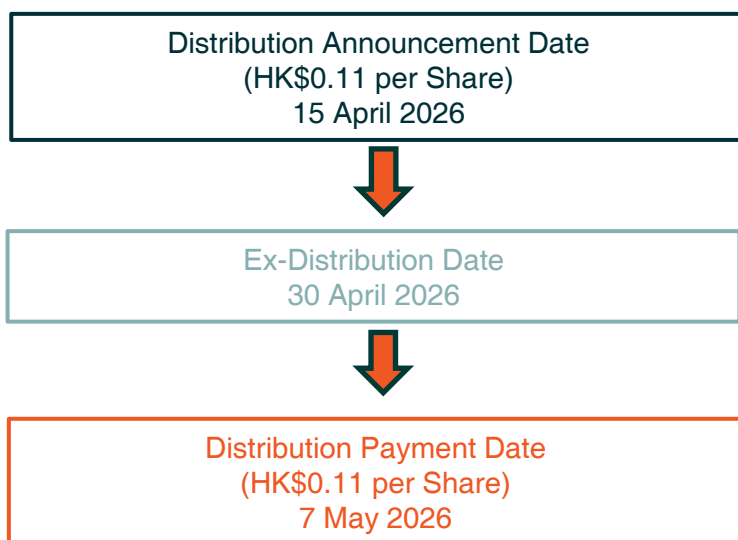 Distribution Announcement Date
(HK$0.11 per Share)
15 April 2026
Ex-Distribution Date
30 April 2026
Distribution Payment Date
(HK$0.11 per Share)
7 May 2026